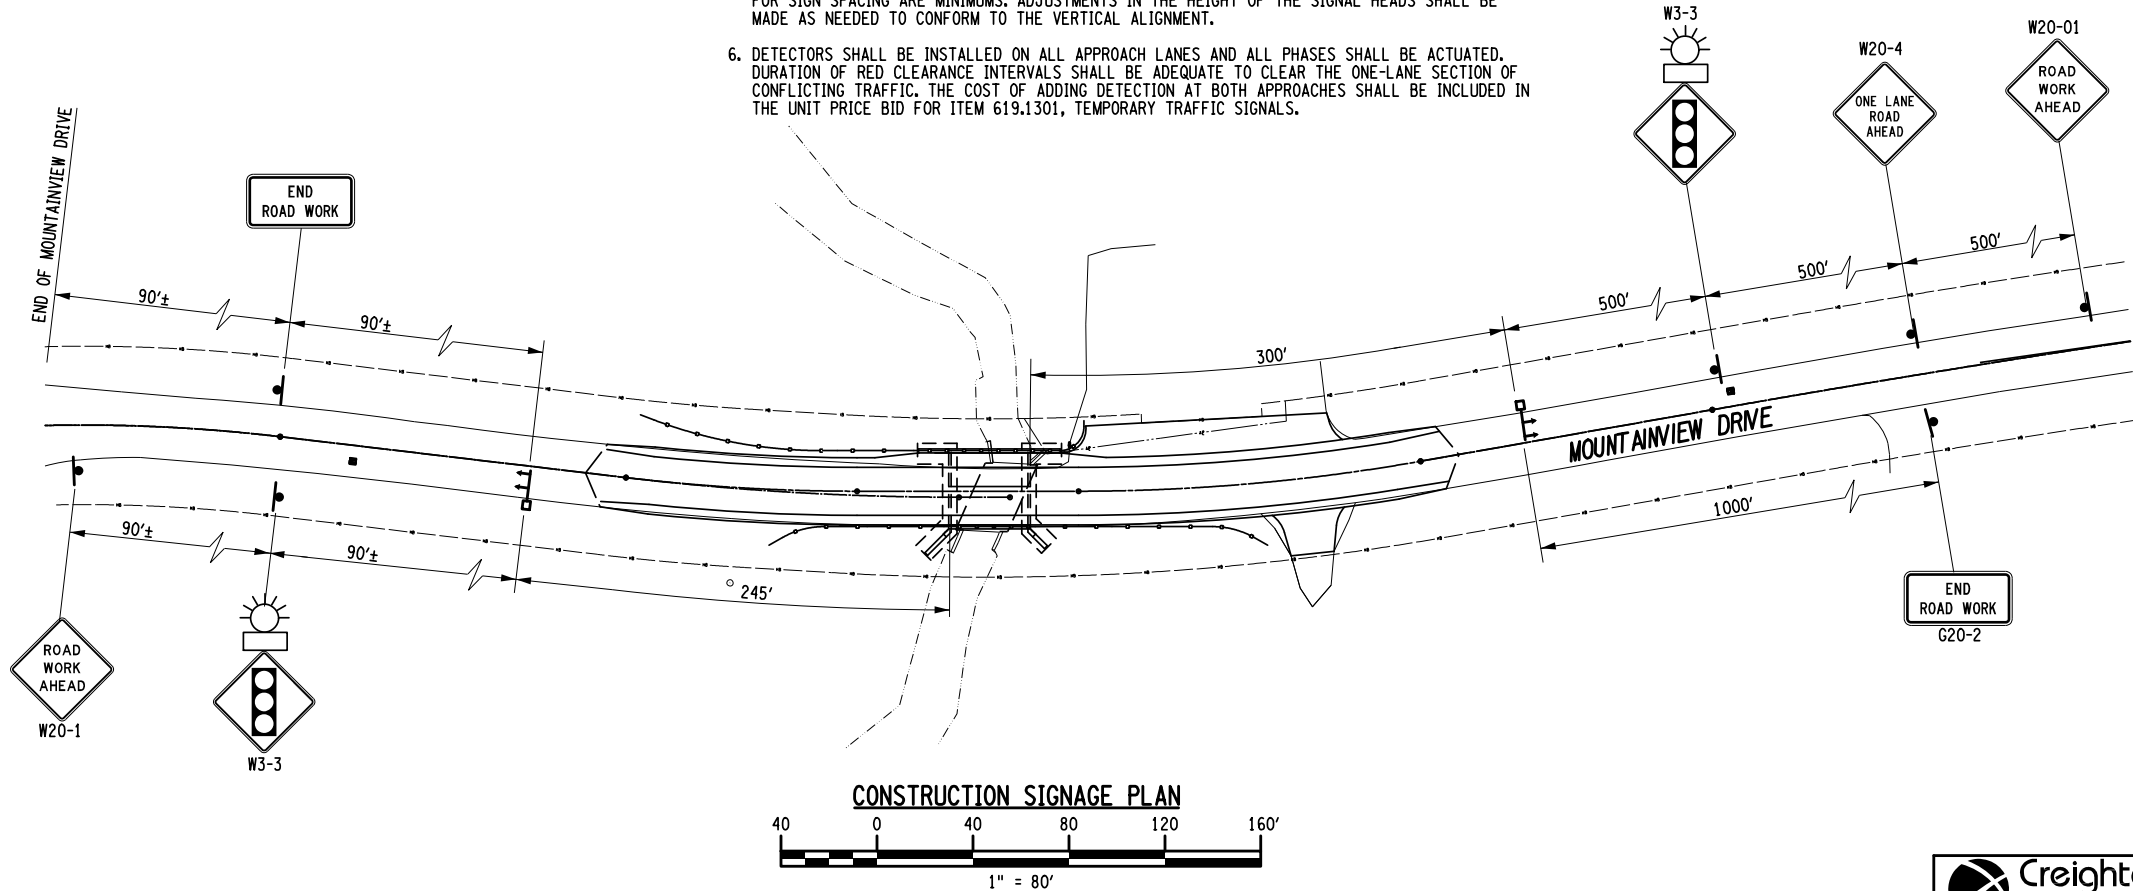 FOR SIGN SPACING ARE MINIMUMS. ADJUSTMENTS IN THE HEIGHT OF THE SIGNAL HEADS SHALL BE
MADE AS NEEDED TO CONFORM TO THE VERTICAL ALIGNMENT.
6. DETECTORS SHALL BE INSTALLED ON ALL APPROACH LANES AND ALL PHASES SHALL BE ACTUATED.
DURATION OF RED CLEARANCE INTERVALS SHALL BE ADEQUATE TO CLEAR THE ONE-LANE SECTION OF
CONFLICTING TRAFFIC. THE COST OF ADDING DETECTION AT BOTH APPROACHES SHALL BE INCLUDED IN
THE UNIT PRICE BID FOR ITEM 619.1301, TEMPORARY TRAFFIC SIGNALS.
W3-3
W20-4
ONE LANE
ROAD
AHEAD
W20-01
ROAD
WORK
AHEAD
END OF MOUNTAINVIEW DRIVE
END
ROAD WORK
90'±
90'±
300'
500'
500'
500'
MOUNTAINVIEW DRIVE
1000'
90'±
90'±
245'
END
ROAD WORK
G20-2
ROAD
WORK
AHEAD
W20-1
W3-3
CONSTRUCTION SIGNAGE PLAN
40 0 40 80 120 160'
1" = 80'